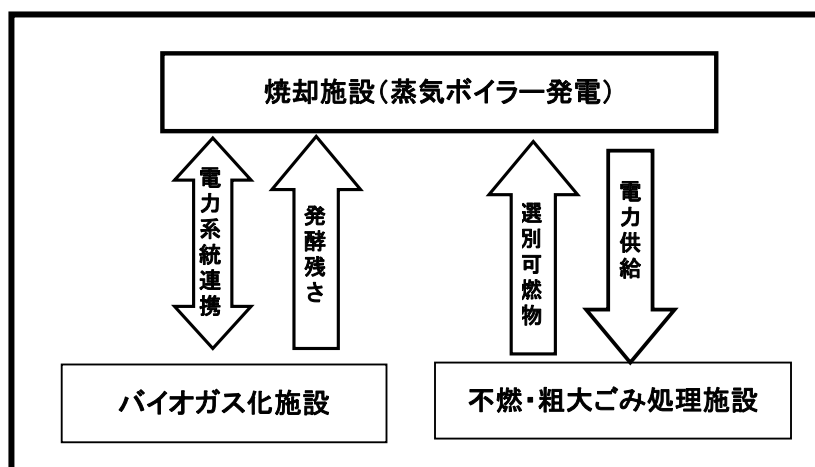 焼却施設（蒸気ボイラー発電）
電力系統連携
発酵残さ
選別可燃物
電力供給
バイオガス化施設
不燃・粗大ごみ処理施設